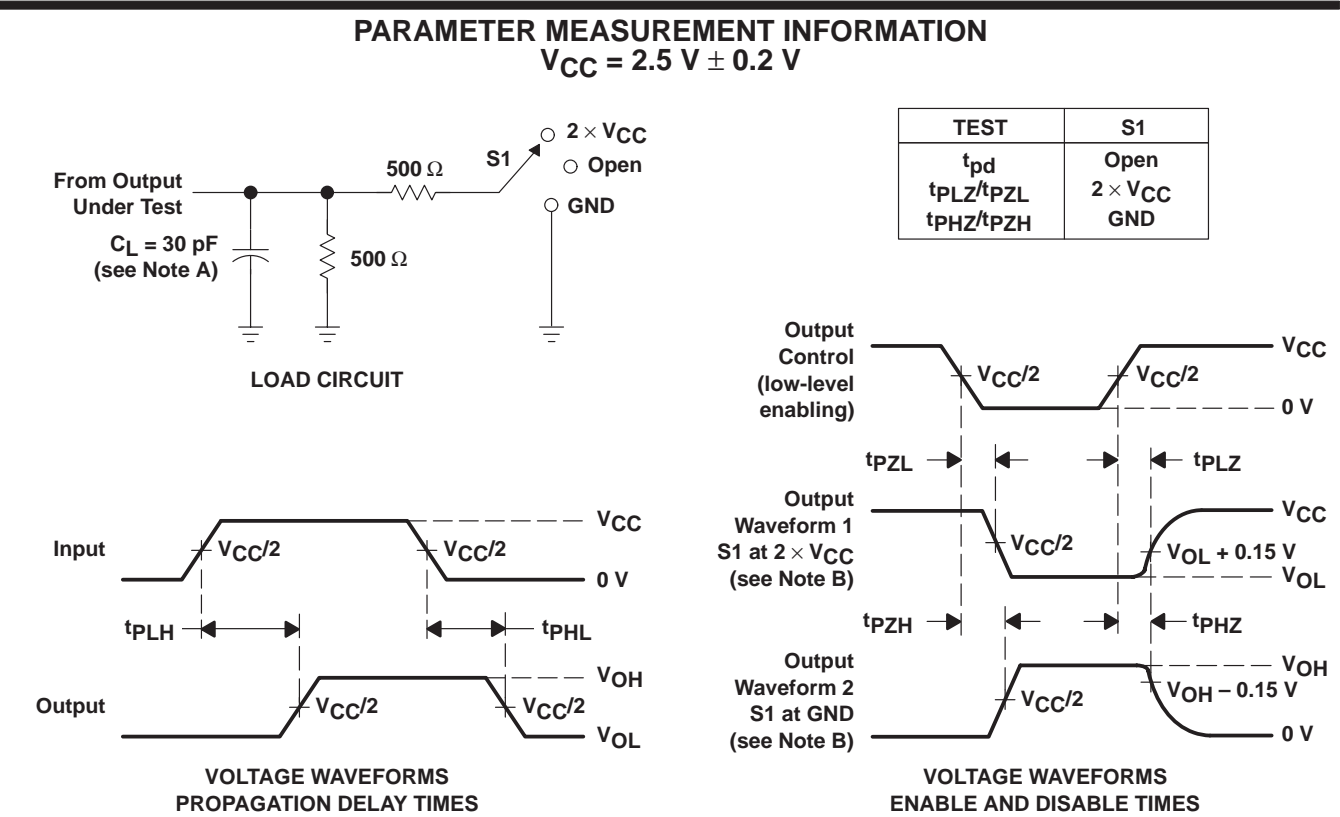 PARAMETER MEASUREMENT INFORMATION
VCC = 2.5 V ± 0.2 V
From Output
Under Test
CL = 30 pF
(see Note A)
500 Ω
500 Ω
S1
2 × VCC
Open
GND
LOAD CIRCUIT
TEST S1
tpd Open
tPLZ/tPZL 2 × VCC
tPHZ/tPZH GND
Input
VCC/2
VCC/2
VCC
0 V
tPLH
tPHL
Output
VCC/2
VCC/2
VOH
VOL
VOLTAGE WAVEFORMS
PROPAGATION DELAY TIMES
Output
Control
(low-level
enabling)
VCC/2
VCC/2
VCC
0 V
tPZL
tPLZ
Output
Waveform 1
S1 at 2 × VCC
(see Note B)
VCC/2
VCC
VOL + 0.15 V
VOL
tPZH
tPHZ
Output
Waveform 2
S1 at GND
(see Note B)
VCC/2
VOH
VOH − 0.15 V
0 V
VOLTAGE WAVEFORMS
ENABLE AND DISABLE TIMES